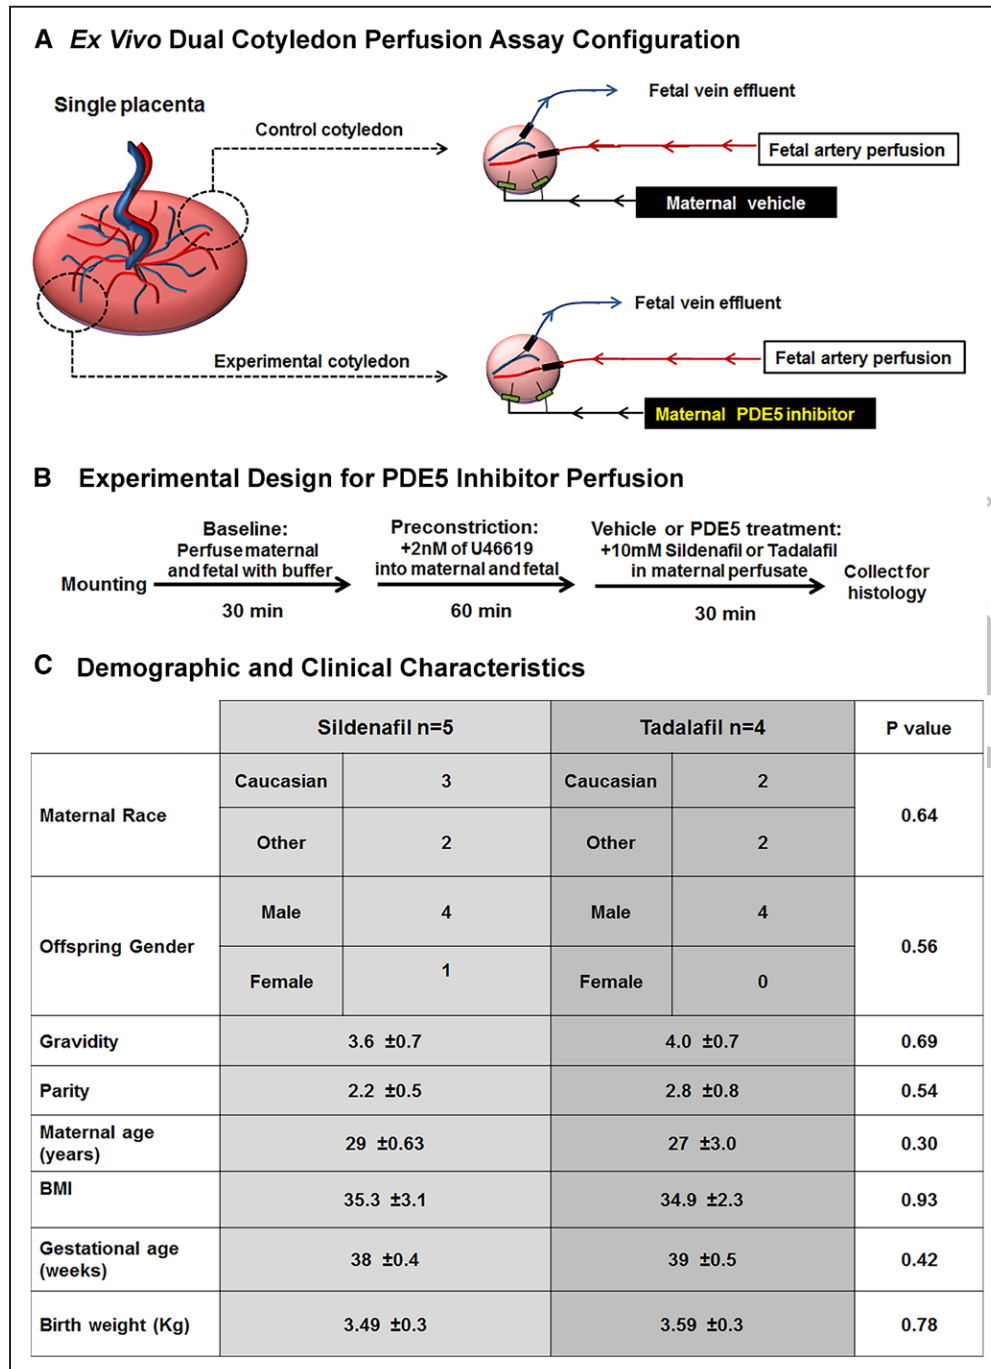 A Ex Vivo Dual Cotyledon Perfusion Assay Configuration
Single placenta
Control cotyledon
Fetal vein effluent
Fetal artery perfusion
Maternal vehicle
Experimental cotyledon
Fetal vein effluent
Fetal artery perfusion
Maternal PDE5 inhibitor
B Experimental Design for PDE5 Inhibitor Perfusion
Mounting
Baseline:
Perfuse maternal
and fetal with buffer
30 min
Preconstriction:
+2nM of U46619
into maternal and fetal
60 min
Vehicle or PDE5 treatment:
+10mM Sildenafil or Tadalafil
in maternal perfusate
30 min
Collect for
histology
C Demographic and Clinical Characteristics
Sildenafil n=5 Tadalafil n=4 P value
Maternal Race Caucasian 3 Caucasian 2 0.64
Other 2 Other 2
Offspring Gender Male 4 Male 4 0.56
Female 1 Female 0
Gravidity 3.6 ±0.7 4.0 ±0.7 0.69
Parity 2.2 ±0.5 2.8 ±0.8 0.54
Maternal age
(years) 29 ±0.63 27 ±3.0 0.30
BMI 35.3 ±3.1 34.9 ±2.3 0.93
Gestational age
(weeks) 38 ±0.4 39 ±0.5 0.42
Birth weight (Kg) 3.49 ±0.3 3.59 ±0.3 0.78